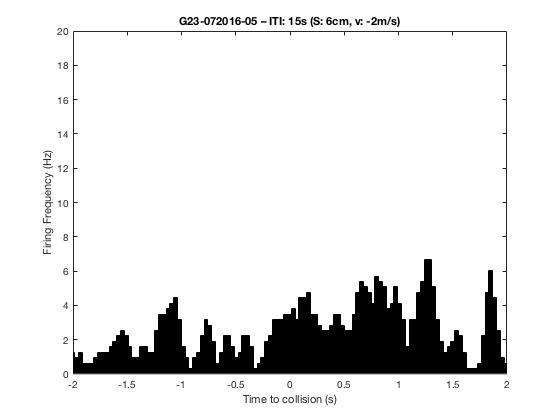 G23-072016-05 – ITI: 15s (S: 6cm, v: -2m/s)
20
18
16
14
12
10
8
6
4
2
0
Firing Frequency (Hz)
-2 -1.5 -1 -0.5 0 0.5 1 1.5 2
Time to collision (s)